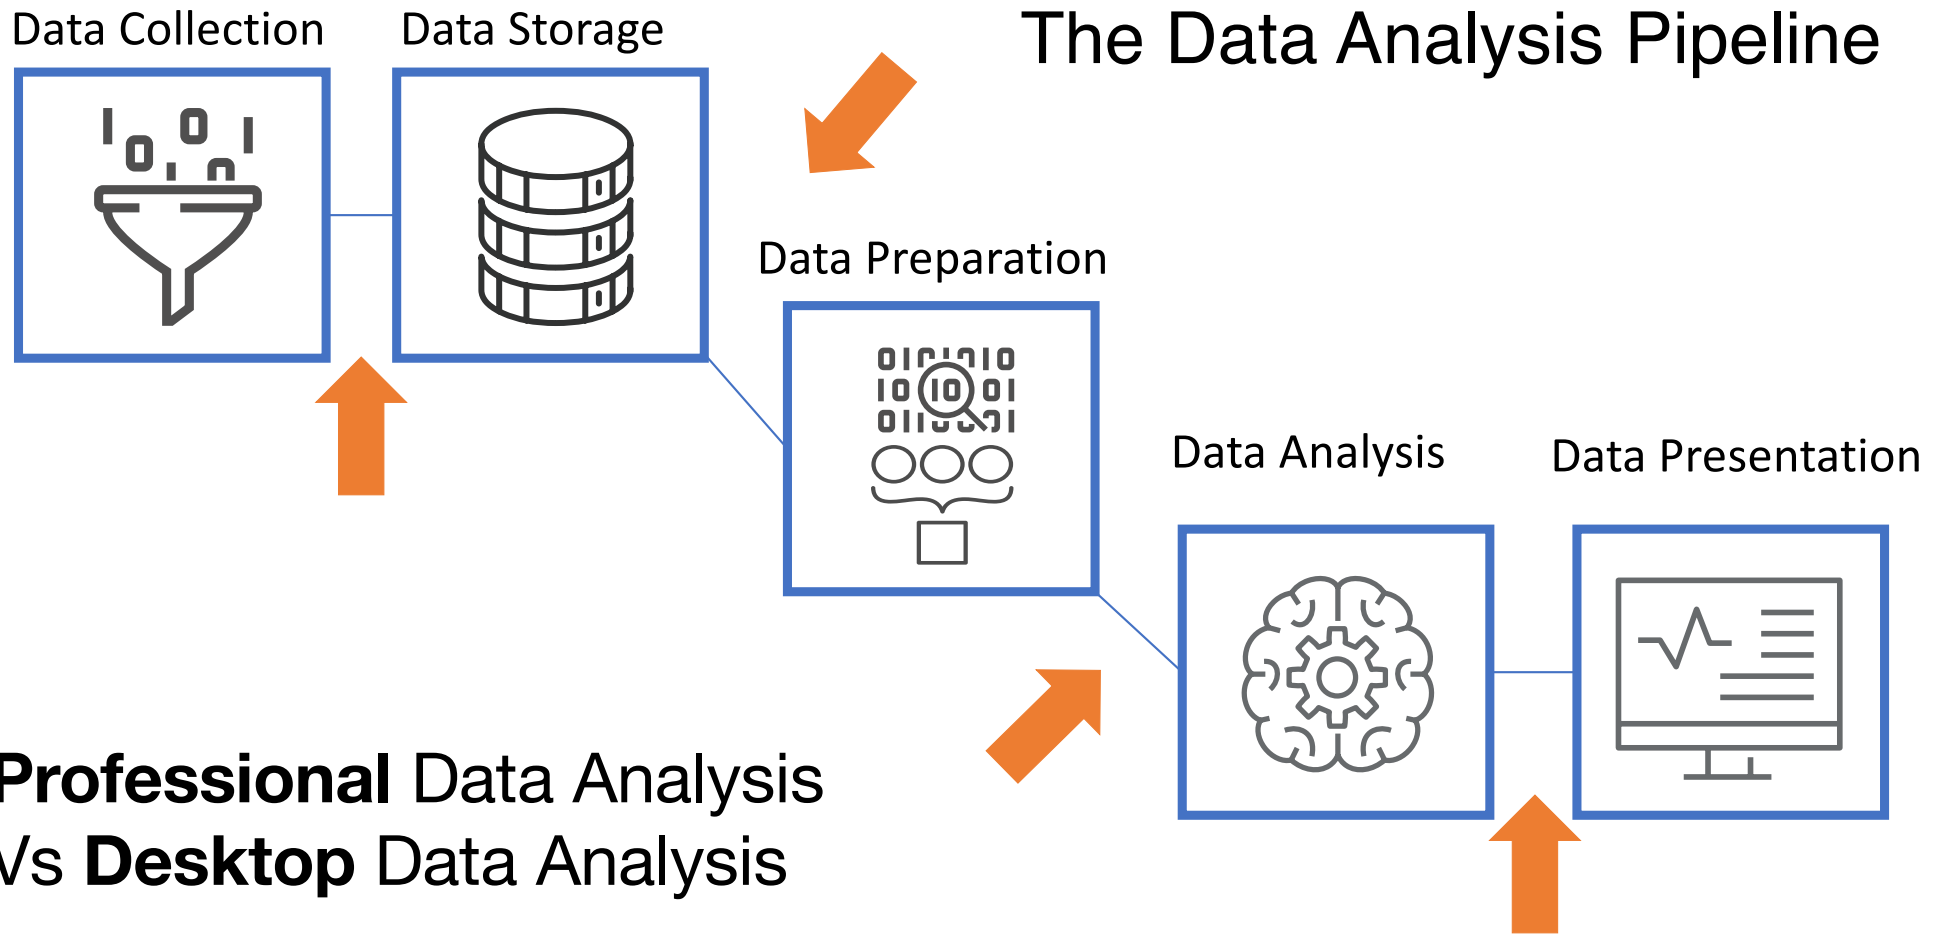 Data Collection
Data Storage
The Data Analysis Pipeline
Data Preparation
Data Analysis
Data Presentation
Professional Data Analysis
Vs Desktop Data Analysis